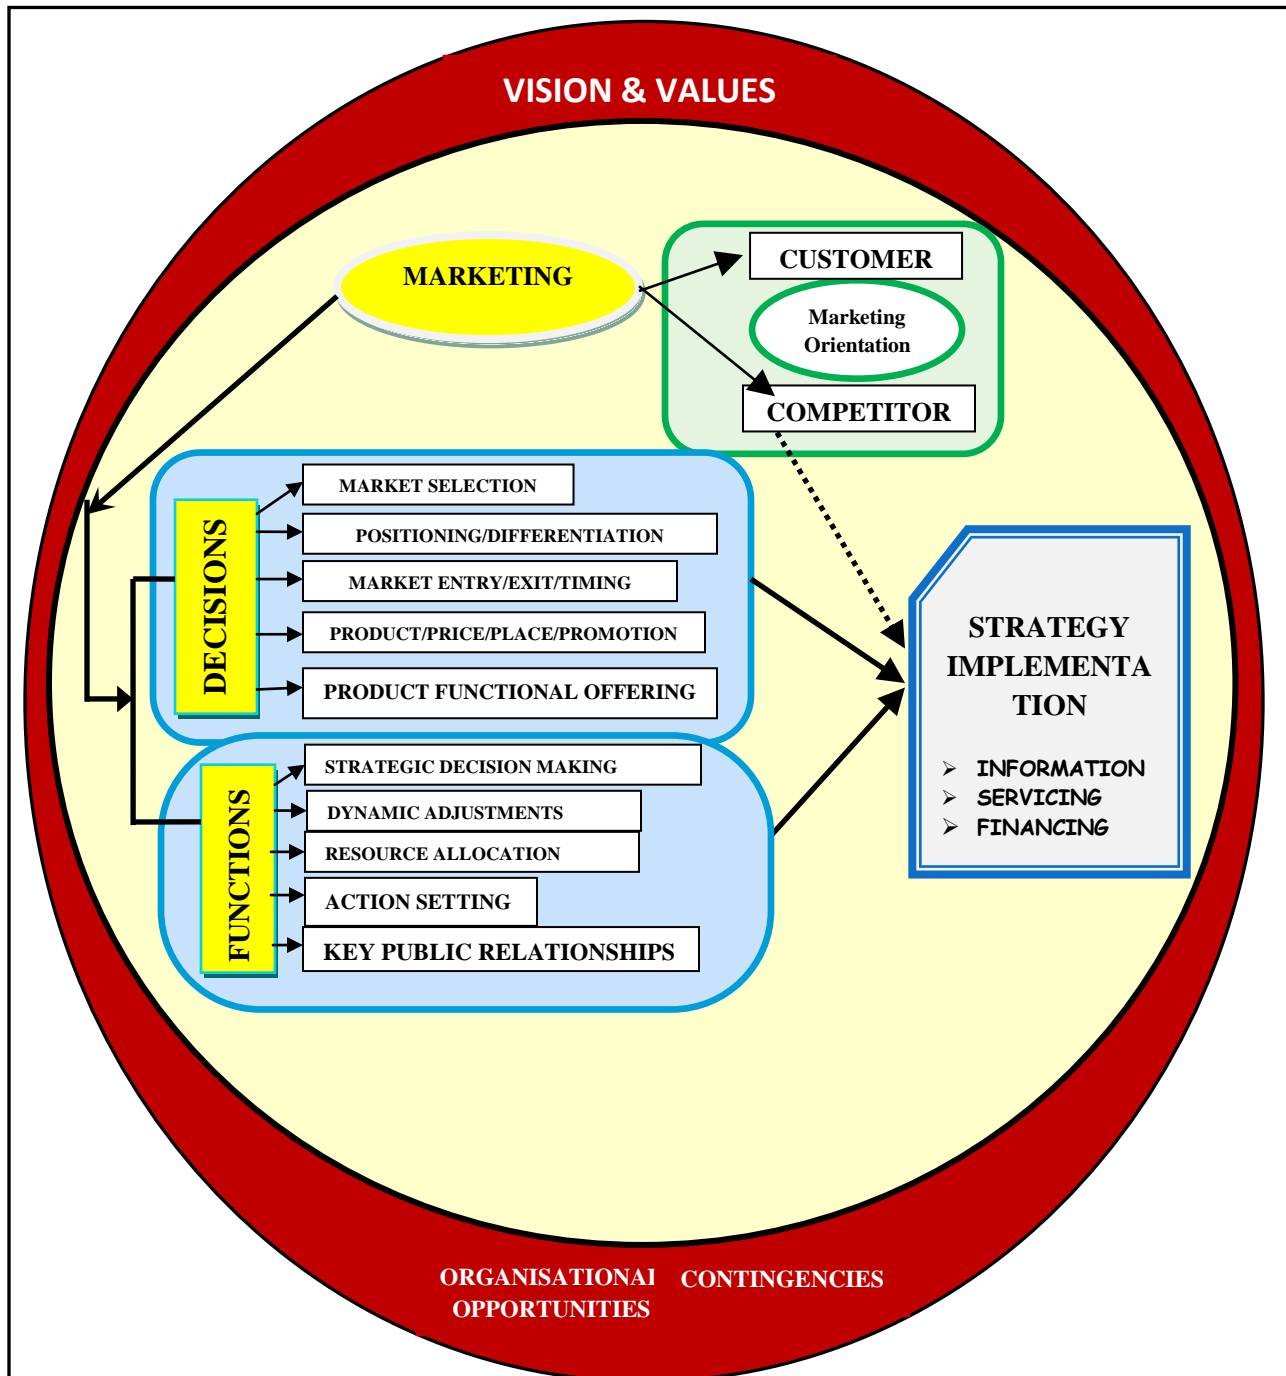 VISION & VALUES
MARKETING
CUSTOMER
Marketing
Orientation
COMPETITOR
DECISIONS
MARKET SELECTION
POSITIONING/DIFFERENTIATION
MARKET ENTRY/EXIT/TIMING
PRODUCT/PRICE/PLACE/PROMOTION
PRODUCT FUNCTIONAL OFFERING
FUNCTIONS
STRATEGIC DECISION MAKING
DYNAMIC ADJUSTMENTS
RESOURCE ALLOCATION
ACTION SETTING
KEY PUBLIC RELATIONSHIPS
STRATEGY
IMPLEMENTA
TION
➢ INFORMATION
➢ SERVICING
➢ FINANCING
ORGANISATIONAL
OPPORTUNITIES
CONTINGENCIES